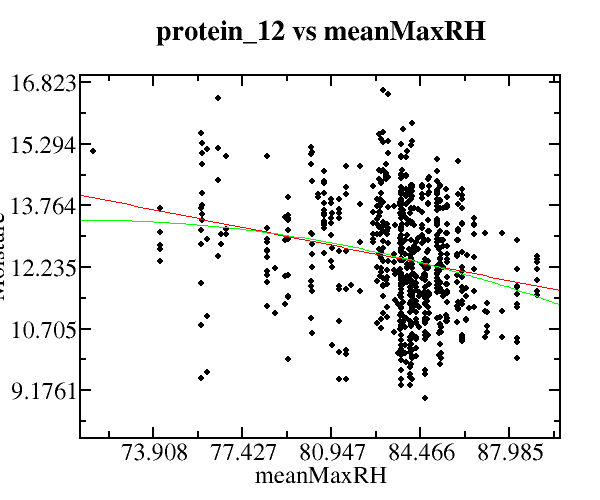 protein_12 vs meanMaxRH
16.823
15.294
13.764
12.235
10.705
9.1761
73.908 77.427 80.947 84.466 87.985
meanMaxRH